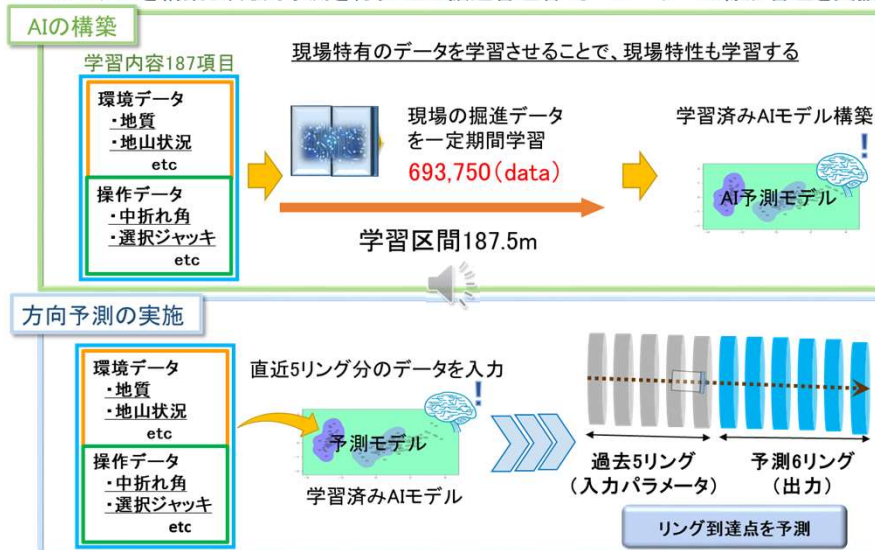 AIの構築
学習内容187項目
現場特有のデータを学習させることで、現場特性も学習する
環境データ
・地質
・地山状況
etc
操作データ
・中折れ角
・選択ジャッキ
etc
現場の掘進データ
を一定期間学習
693,750(data)
学習区間187.5m
学習済みAIモデル構築
!
AI予測モデル
方向予測の実施
環境データ
・地質
・地山状況
etc
操作データ
・中折れ角
・選択ジャッキ
etc
直近5リング分のデータを入力
!
予測モデル
学習済みAIモデル
過去5リング
(入力パラメータ)
予測6リング
(出力)
リング到達点を予測